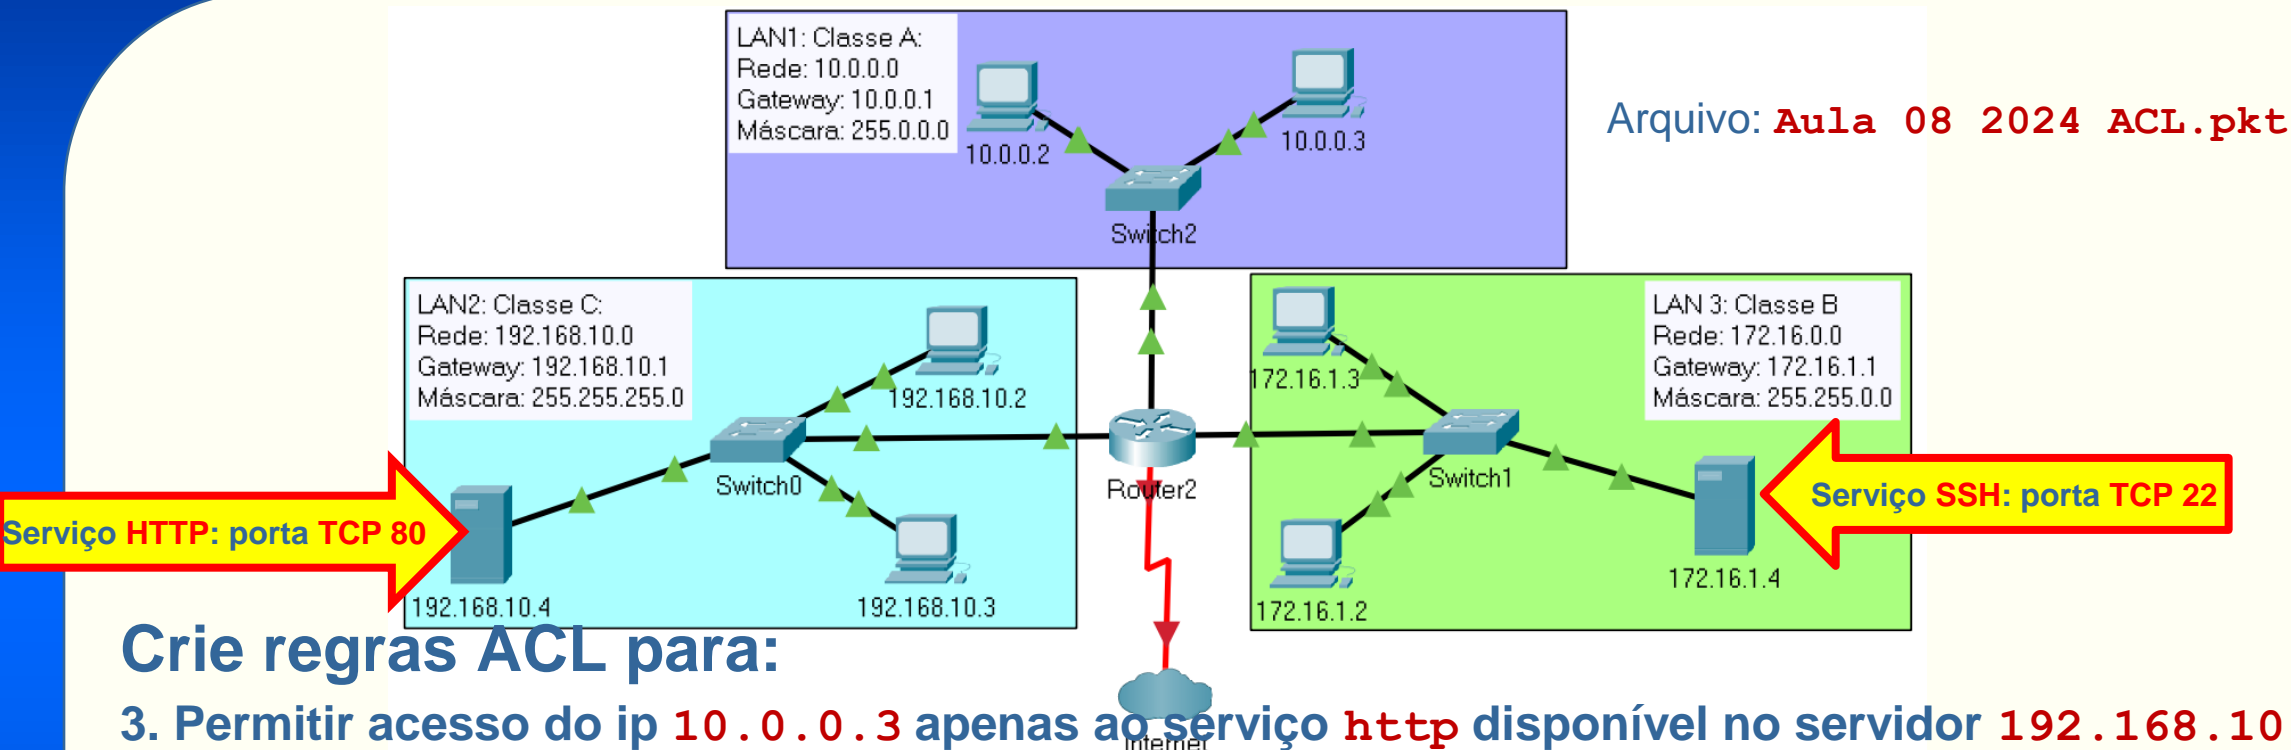 LAN1: Classe A:
Rede: 10.0.0.0
Gateway: 10.0.0.1
Máscara: 255.0.0.0
10.0.0.2
10.0.0.3
Switch2
Arquivo: Aula 08 2024 ACL.pkt
LAN2: Classe C:
Rede: 192.168.10.0
Gateway: 192.168.10.1
Máscara: 255.255.255.0
192.168.10.2
Switch0
192.168.10.4
192.168.10.3
Router2
LAN 3: Classe B
Rede: 172.16.0.0
Gateway: 172.16.1.1
Máscara: 255.255.0.0
172.16.1.3
Switch1
172.16.1.4
172.16.1.2
Serviço HTTP: porta TCP 80
Serviço SSH: porta TCP 22
Crie regras ACL para:
3. Permitir acesso do ip 10.0.0.3 apenas ao serviço http disponível no servidor 192.168.10
Internet